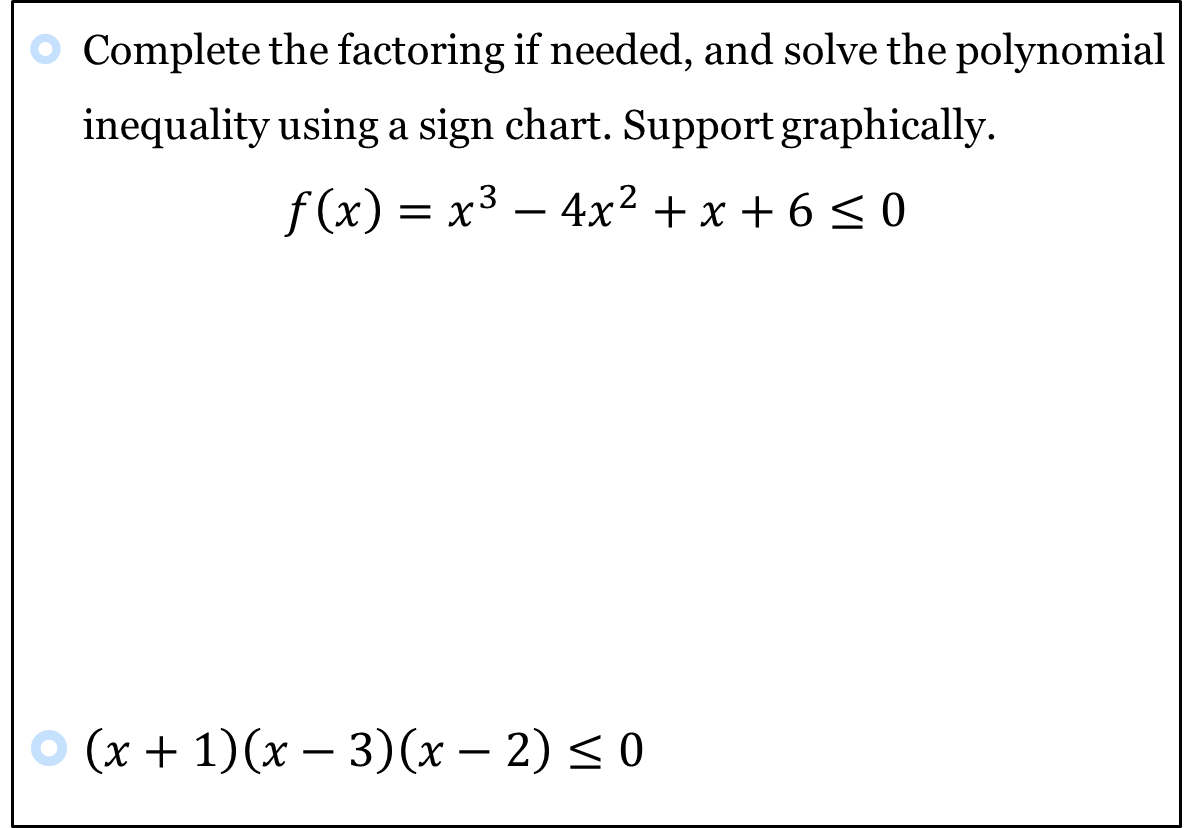 Complete the factoring if needed, and solve the polynomial
inequality using a sign chart. Support graphically.
f(x) = x³ − 4x² + x + 6 ≤ 0
(x + 1)(x − 3)(x − 2) ≤ 0